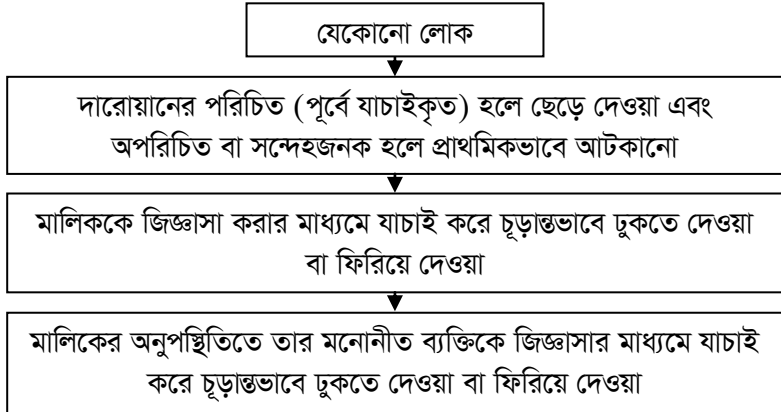 যেকোনো লোক
দারোয়ানের পরিচিত (পূর্বে যাচাইকৃত) হলে ছেড়ে দেওয়া এবং
অপরিচিত বা সন্দেহজনক হলে প্রাথমিকভাবে আটকানো
মালিককে জিজ্ঞাসা করার মাধ্যমে যাচাই করে চূড়ান্তভাবে ঢুকতে দেওয়া
বা ফিরিয়ে দেওয়া
মালিকের অনুপস্থিতিতে তার মনোনীত ব্যক্তিকে জিজ্ঞাসার মাধ্যমে যাচাই
করে চূড়ান্তভাবে ঢুকতে দেওয়া বা ফিরিয়ে দেওয়া